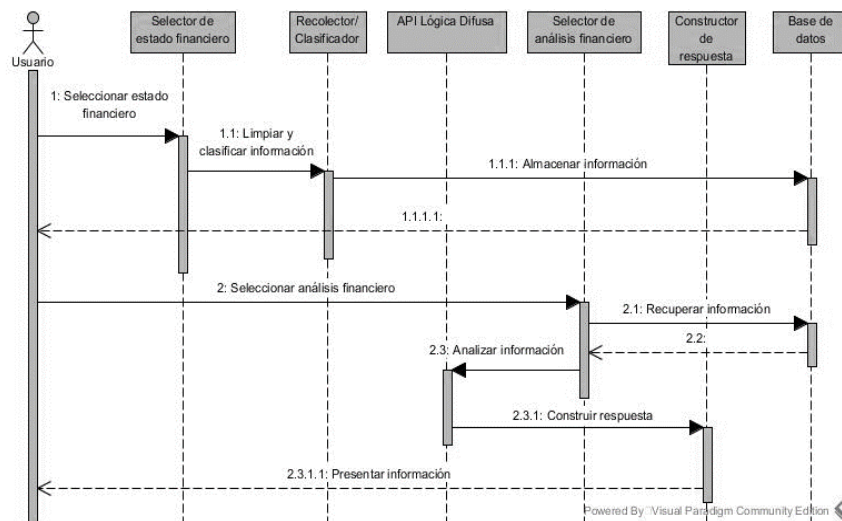 Selector de
estado financiero
Recolector/
Clasificador
API Lógica Difusa
Selector de
análisis financiero
Constructor
de
respuesta
Base de
datos
Usuario
1: Seleccionar estado
financiero
1.1: Limpiar y
clasificar información
1.1.1: Almacenar información
1.1.1.1:
2: Seleccionar análisis financiero
2.1: Recuperar información
2.2:
2.3: Analizar información
2.3.1: Construir respuesta
2.3.1.1: Presentar información
Powered By Visual Paradigm Community Edition